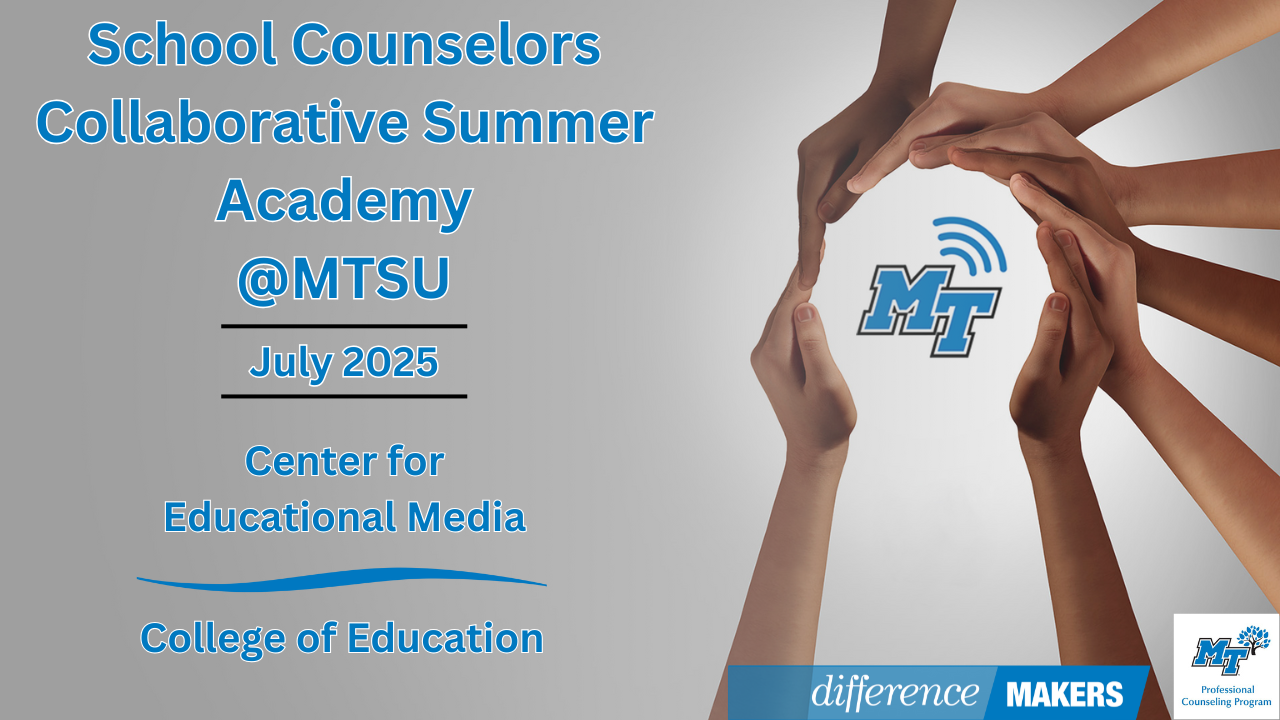 School Counselors
Collaborative Summer
Academy
@MTSU
July 2025
Center for
Educational Media
College of Education
MT
difference MAKERS
MT
Professional
Counseling Program